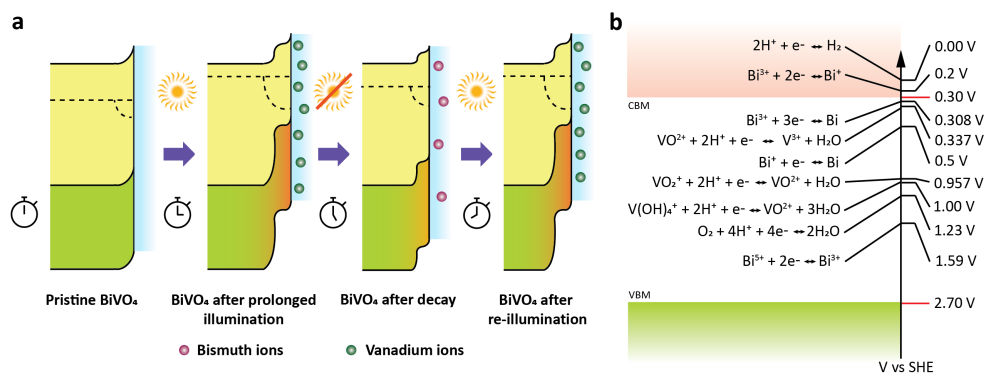 a
Pristine BiVO₄
BiVO₄ after prolonged
illumination
BiVO₄ after decay
BiVO₄ after
re-illumination
Bismuth ions
Vanadium ions
b
2H⁺ + e- ↔ H₂
0.00 V
Bi³⁺ + 2e- ↔ Bi⁺
0.2 V
0.30 V
CBM
Bi³⁺ + 3e- ↔ Bi
0.308 V
VO²⁺ + 2H⁺ + e- ↔ V³⁺ + H₂O
0.337 V
Bi⁺ + e- ↔ Bi
0.5 V
VO₂⁺ + 2H⁺ + e- ↔ VO²⁺ + H₂O
0.957 V
V(OH)₄⁺ + 2H⁺ + e- ↔ VO²⁺ + 3H₂O
1.00 V
O₂ + 4H⁺ + 4e- ↔ 2H₂O
1.23 V
Bi⁵⁺ + 2e- ↔ Bi³⁺
1.59 V
VBM
2.70 V
V vs SHE